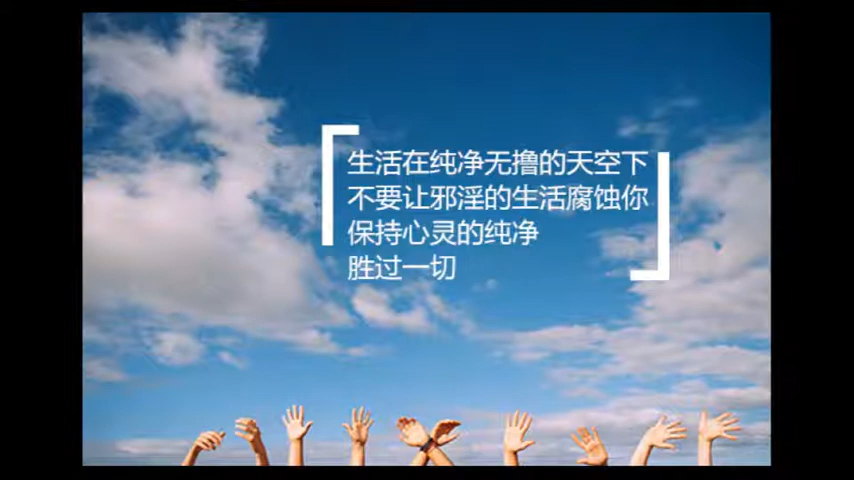 生活在纯净无撸的天空下
不要让邪淫的生活腐蚀你
保持心灵的纯净
胜过一切